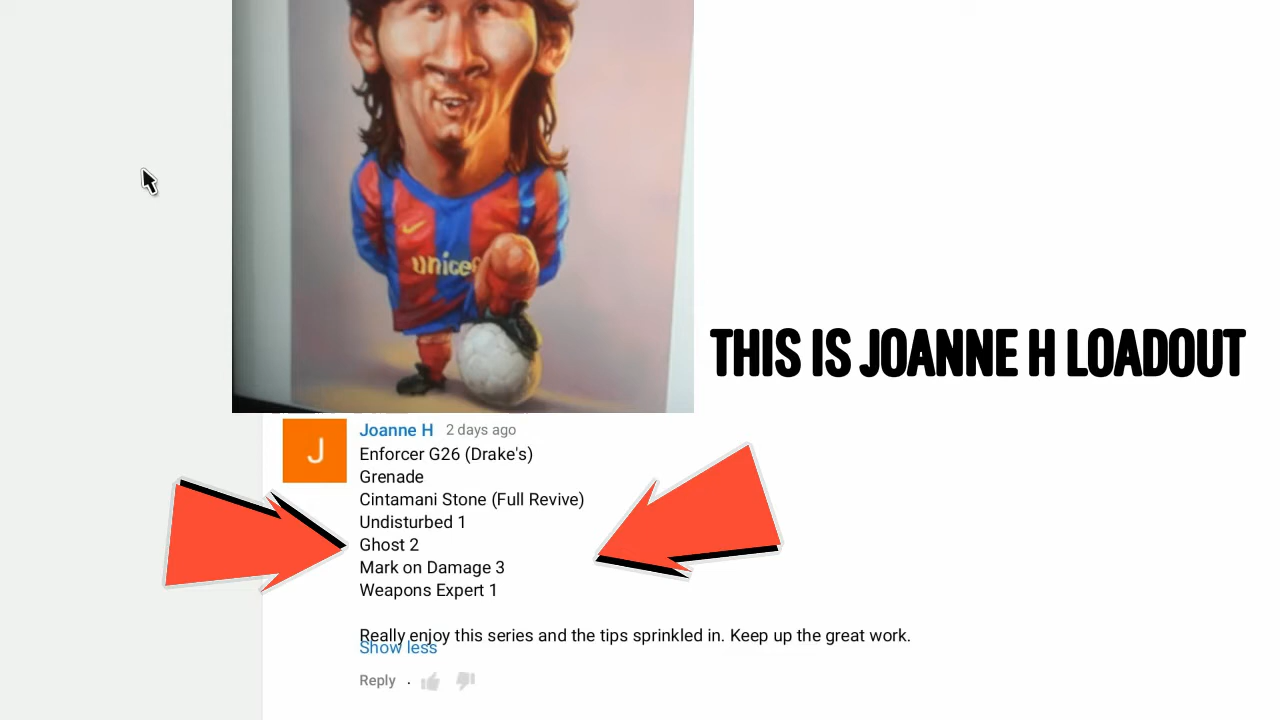 unicef
THIS IS JOANNE H LOADOUT
J
Joanne H 2 days ago
Enforcer G26 (Drake's)
Grenade
Cintamani Stone (Full Revive)
Undisturbed 1
Ghost 2
Mark on Damage 3
Weapons Expert 1
Really enjoy this series and the tips sprinkled in. Keep up the great work.
Show less
Reply ·